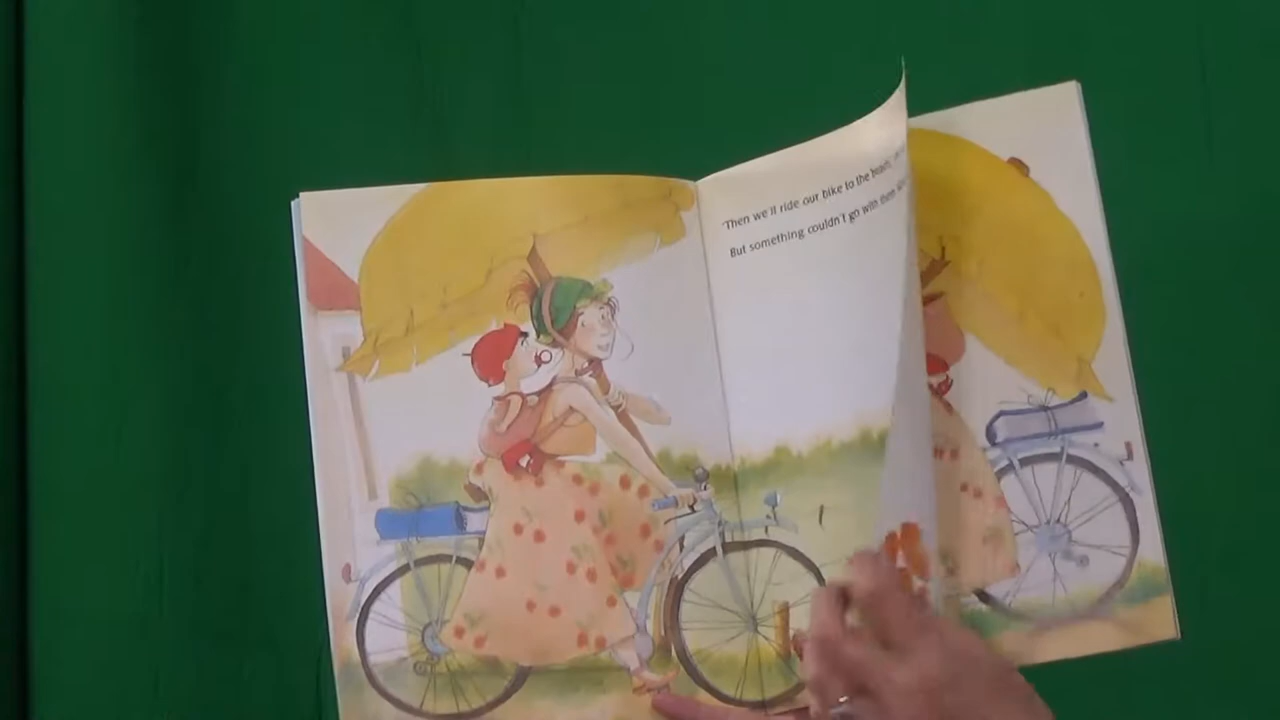 Then we'll ride our bike to the beach,
But something couldn't go with them